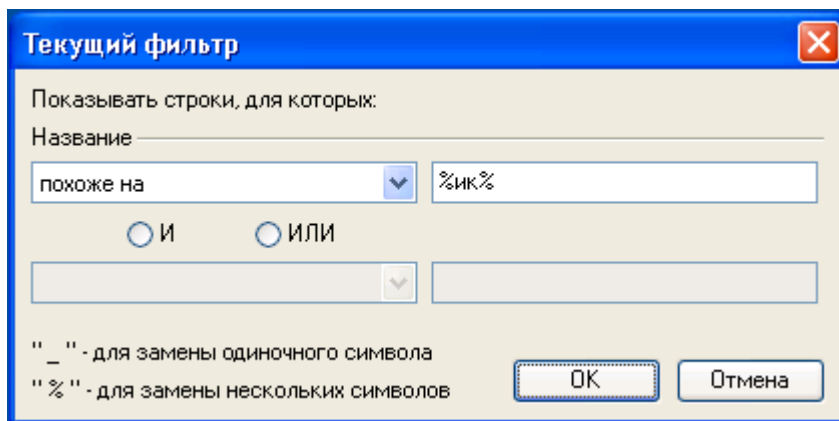 Текущий фильтр
Показывать строки, для которых:
Название
похоже на %ик%
И ИЛИ
"_" - для замены одиночного символа
"%" - для замены нескольких символов
OK Отмена